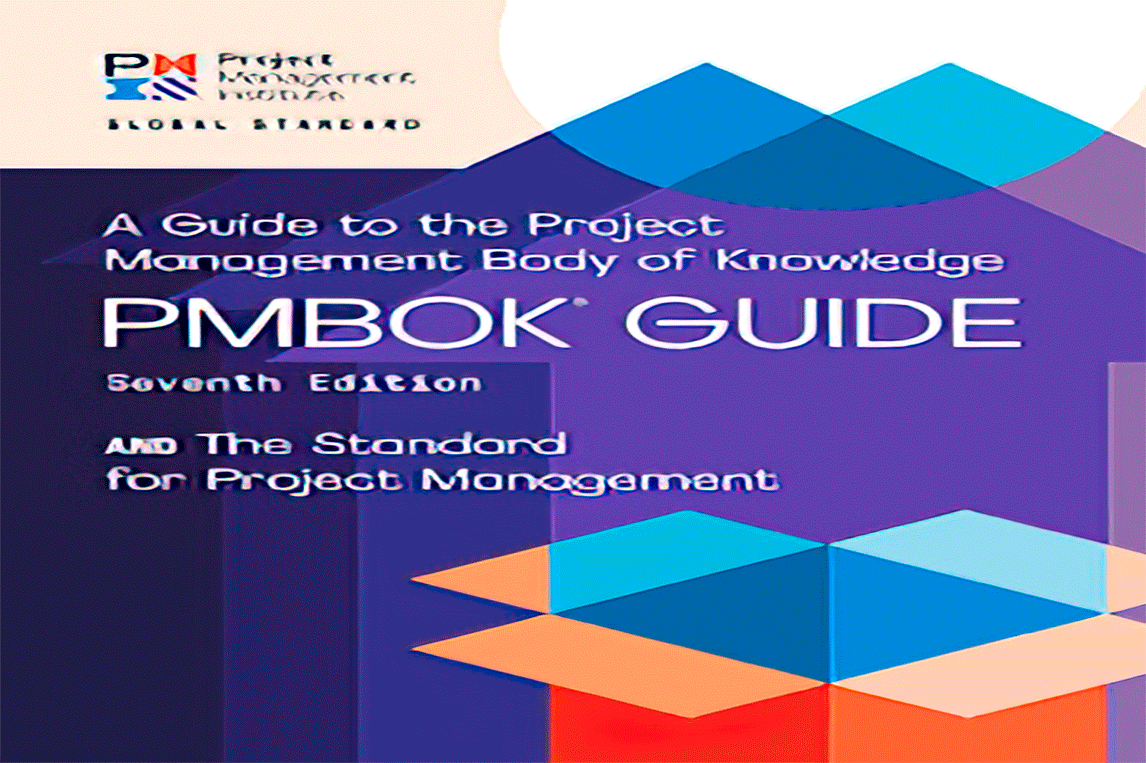 PM
Project
Management
Institute
GLOBAL STANDARD
A Guide to the Project
Management Body of Knowledge
PMBOK® GUIDE
Seventh Edition
AND The Standard
for Project Management